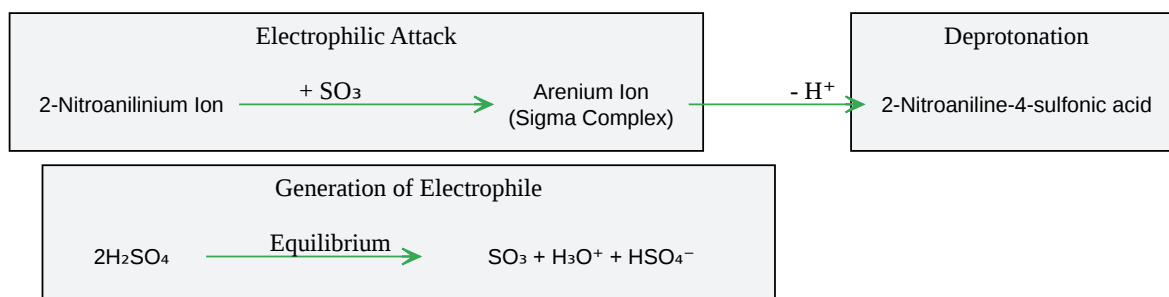 Electrophilic Attack
2-Nitroanilinium Ion
+ SO₃
Arenium Ion
(Sigma Complex)
- H⁺
Deprotonation
2-Nitroaniline-4-sulfonic acid
Generation of Electrophile
2H₂SO₄
Equilibrium
SO₃ + H₃O⁺ + HSO₄⁻